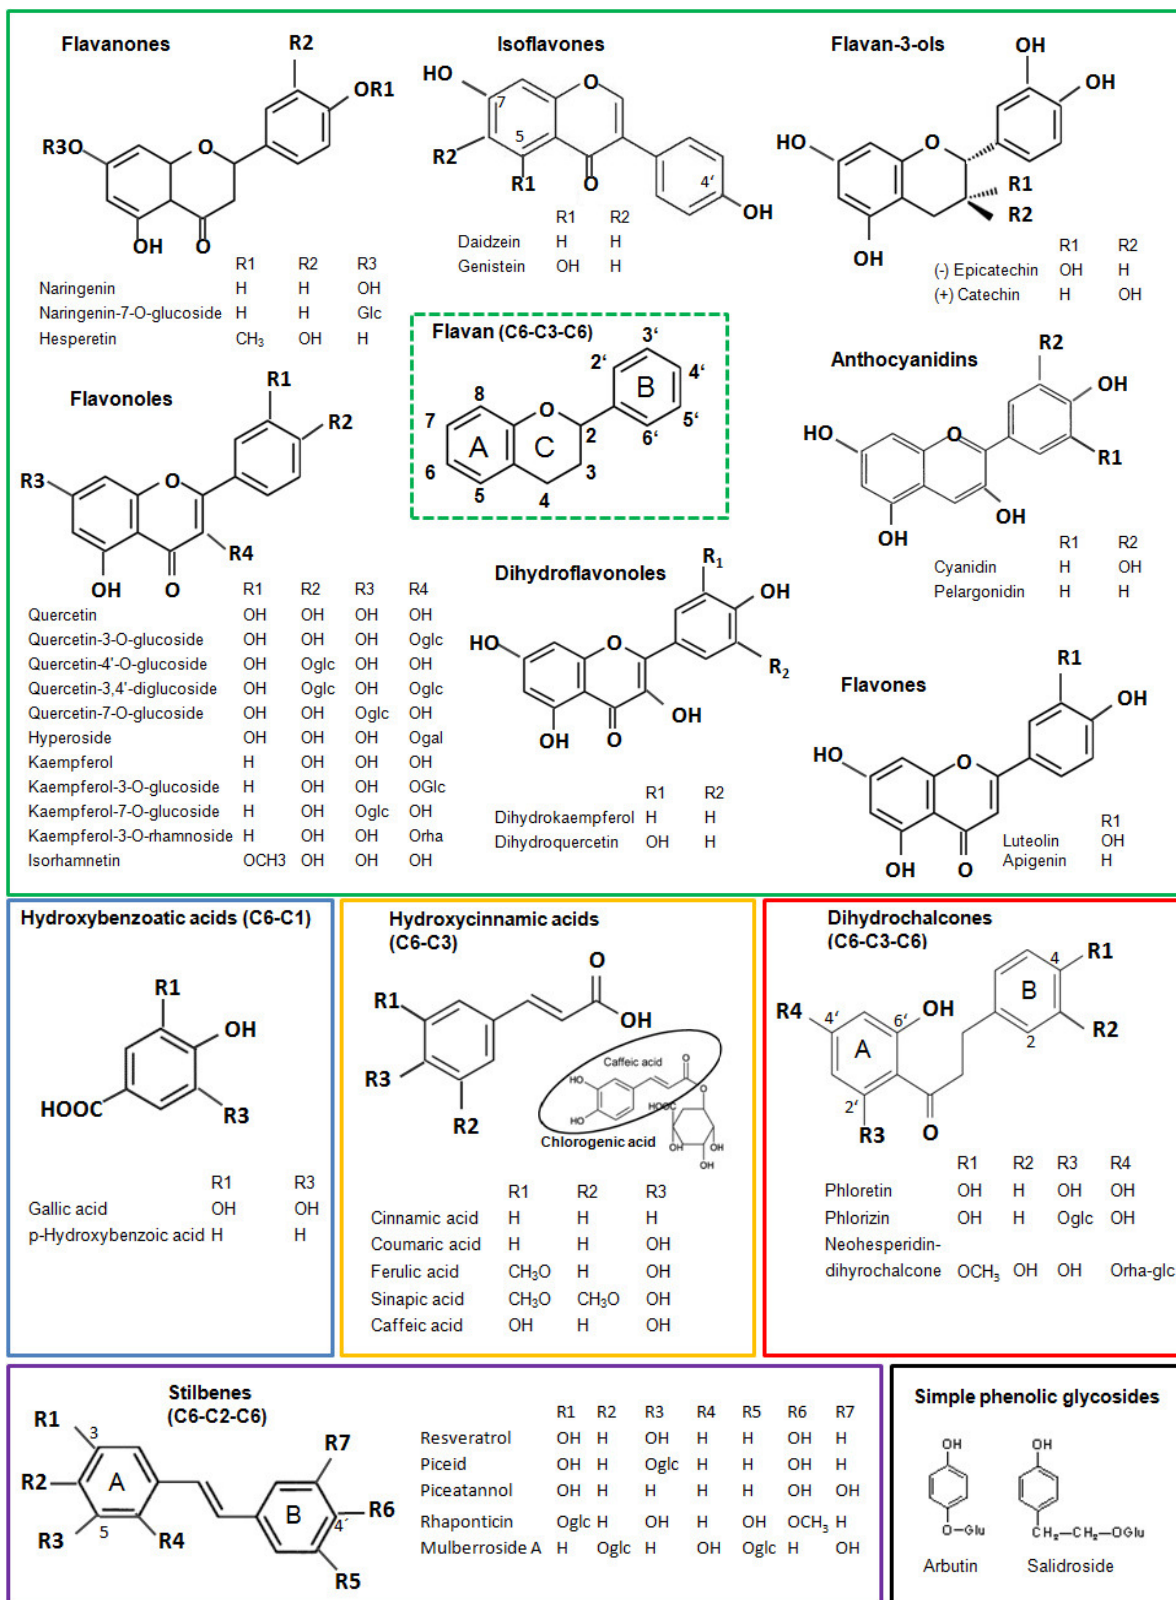 Flavanones
R2
OR1
R3O
O
OH
O
R1 R2 R3
Naringenin H H OH
Naringenin-7-O-glucoside H H Glc
Hesperetin CH3 OH H
Isoflavones
HO
7
O
5
R2
R1
O
4'
OH
R1 R2
Daidzein H H
Genistein OH H
Flavan-3-ols
OH
OH
HO
O
R1
R2
OH
R1 R2
(-) Epicatechin OH H
(+) Catechin H OH
Flavan (C6-C3-C6)
3'
2'
4'
B
8
O
5'
7
2
6'
A
C
6
3
5
4
Anthocyanidins
R2
OH
HO
O
R1
OH
OH
R1 R2
Cyanidin H OH
Pelargonidin H H
Flavonoles
R1
R2
R3
O
R4
OH
O
R1 R2 R3 R4
Quercetin OH OH OH OH
Quercetin-3-O-glucoside OH OH OH Oglc
Quercetin-4'-O-glucoside OH Oglc OH OH
Quercetin-3,4'-diglucoside OH Oglc OH Oglc
Quercetin-7-O-glucoside OH OH Oglc OH
Hyperoside OH OH OH Ogal
Kaempferol H OH OH OH
Kaempferol-3-O-glucoside H OH OH OGlc
Kaempferol-7-O-glucoside H OH Oglc OH
Kaempferol-3-O-rhamnoside H OH OH Orha
Isorhamnetin OCH3 OH OH OH
Dihydroflavonoles
R1
OH
HO
O
R2
OH
OH
O
R1 R2
Dihydrokaempferol H H
Dihydroquercetin OH H
Flavones
R1
OH
HO
O
OH
O
R1
Luteolin OH
Apigenin H
Hydroxybenzoatic acids (C6-C1)
R1
OH
HOOC
R3
R1 R3
Gallic acid OH OH
p-Hydroxybenzoic acid H H
Hydroxycinnamic acids
(C6-C3)
O
R1
OH
R3
R2
Caffeic acid
O
HO
O
HOOC
HO
Chlorogenic acid
OH
OH
OH
R1 R2 R3
Cinnamic acid H H H
Coumaric acid H H OH
Ferulic acid CH3O H OH
Sinapic acid CH3O CH3O OH
Caffeic acid OH H OH
Dihydrochalcones
(C6-C3-C6)
4
R1
B
R4
4'
6'
OH
R2
2
A
2'
R3
O
R1 R2 R3 R4
Phloretin OH H OH OH
Phlorizin OH H Oglc OH
Neohesperidin-
dihyrochalcone OCH3 OH OH Orha-glc
Stilbenes
(C6-C2-C6)
R1
3
R7
A
R2
B
R6
4'
R3
5
R4
R5
R1 R2 R3 R4 R5 R6 R7
Resveratrol OH H OH H H OH H
Piceid OH H Oglc H H OH H
Piceatannol OH H H H H OH OH
Rhaponticin Oglc H OH H OH OCH3 H
Mulberroside A H Oglc H OH Oglc H OH
Simple phenolic glycosides
OH
O–Glu
Arbutin
OH
CH2–CH2–OGlu
Salidroside